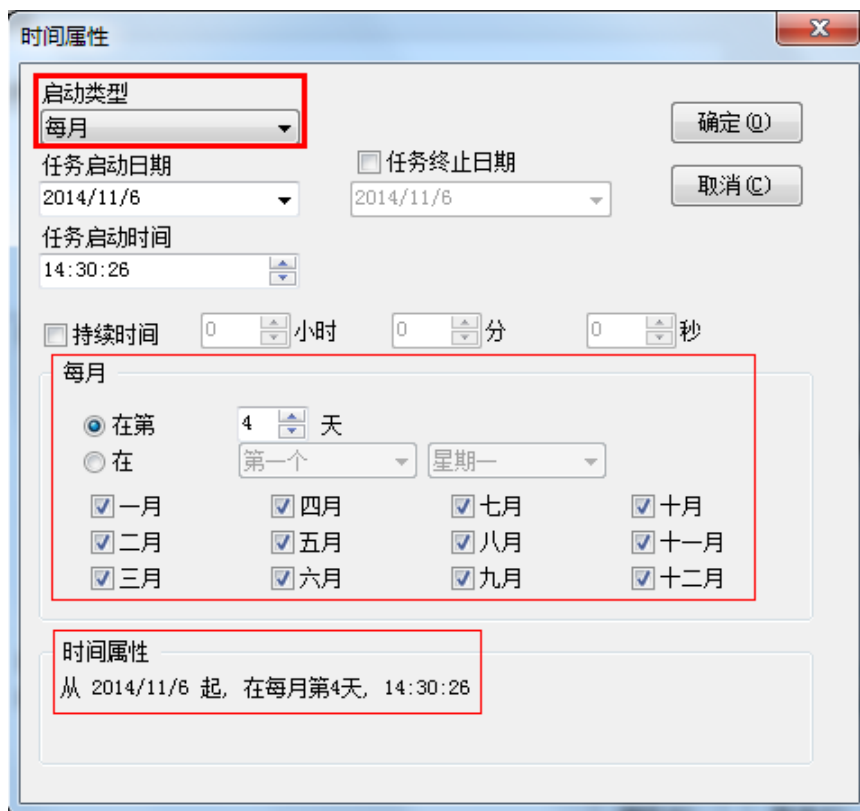 时间属性
启动类型
每月
确定(O)
任务启动日期
任务终止日期
2014/11/6
2014/11/6
取消(C)
任务启动时间
14:30:26
持续时间 0 小时 0 分 0 秒
每月
在第 4 天
在 第一个 星期一
一月 四月 七月 十月
二月 五月 八月 十一月
三月 六月 九月 十二月
时间属性
从 2014/11/6 起, 在每月第4天, 14:30:26